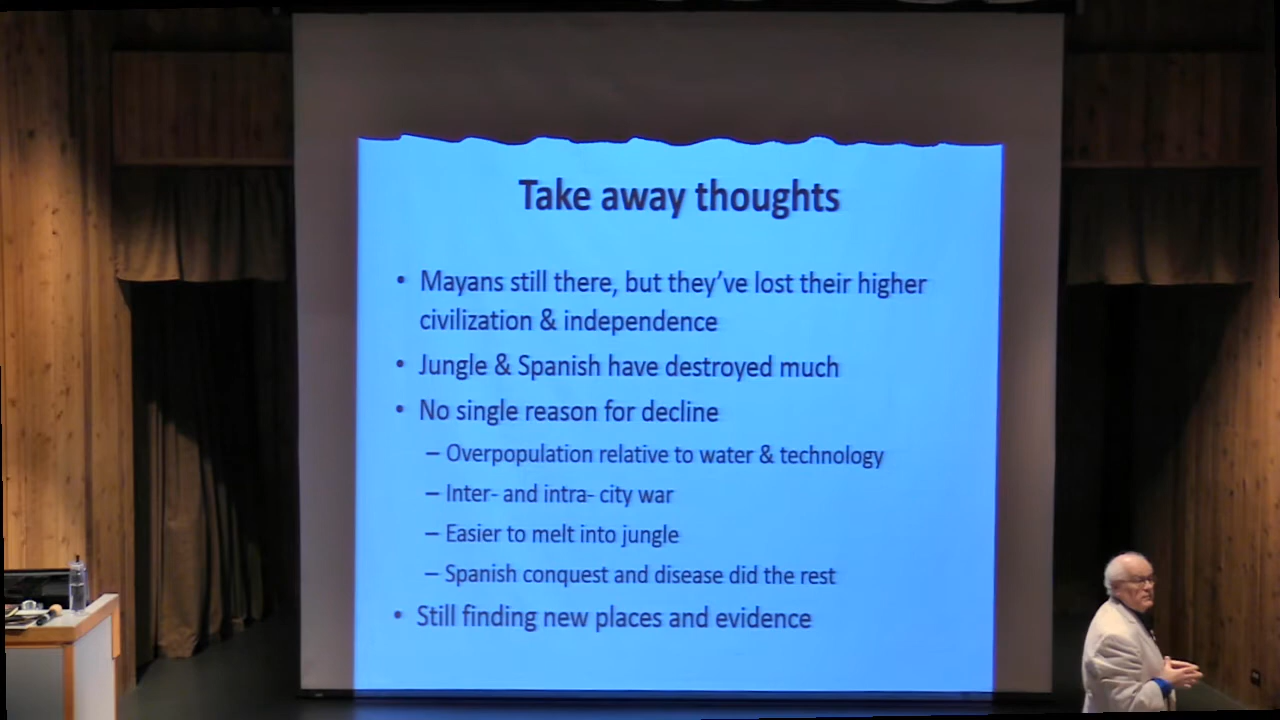 Take away thoughts
• Mayans still there, but they've lost their higher
civilization & independence
• Jungle & Spanish have destroyed much
• No single reason for decline
– Overpopulation relative to water & technology
– Inter- and intra- city war
– Easier to melt into jungle
– Spanish conquest and disease did the rest
• Still finding new places and evidence